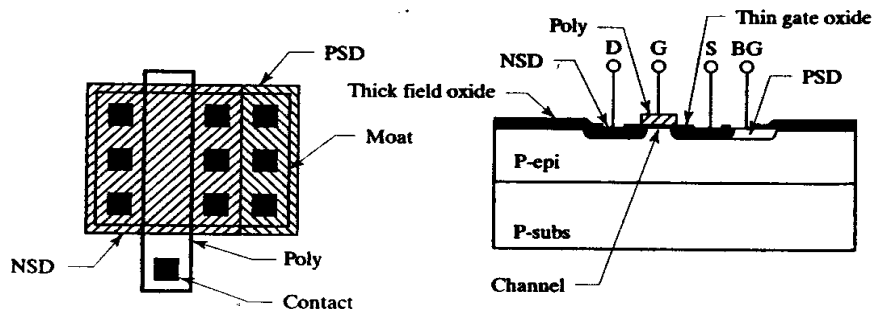 PSD
Moat
NSD
Poly
Contact
Thin gate oxide
Poly
D
G
S
BG
NSD
PSD
Thick field oxide
P-epi
P-subs
Channel